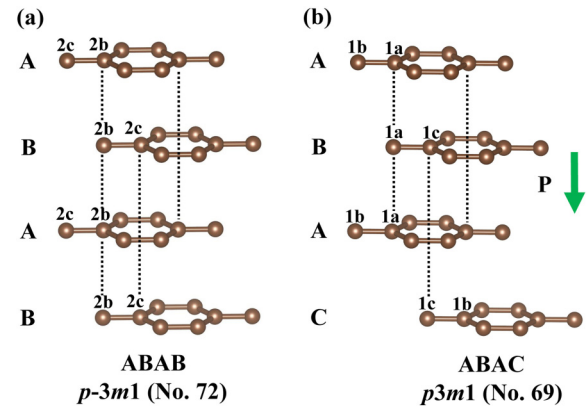 (a)
2c 2b
A
2b 2c
B
2c 2b
A
2b 2c
B
ABAB
p-3m1 (No. 72)
(b)
1b 1a
A
1a 1c
B
P
1b 1a
A
1c 1b
C
ABAC
p3m1 (No. 69)